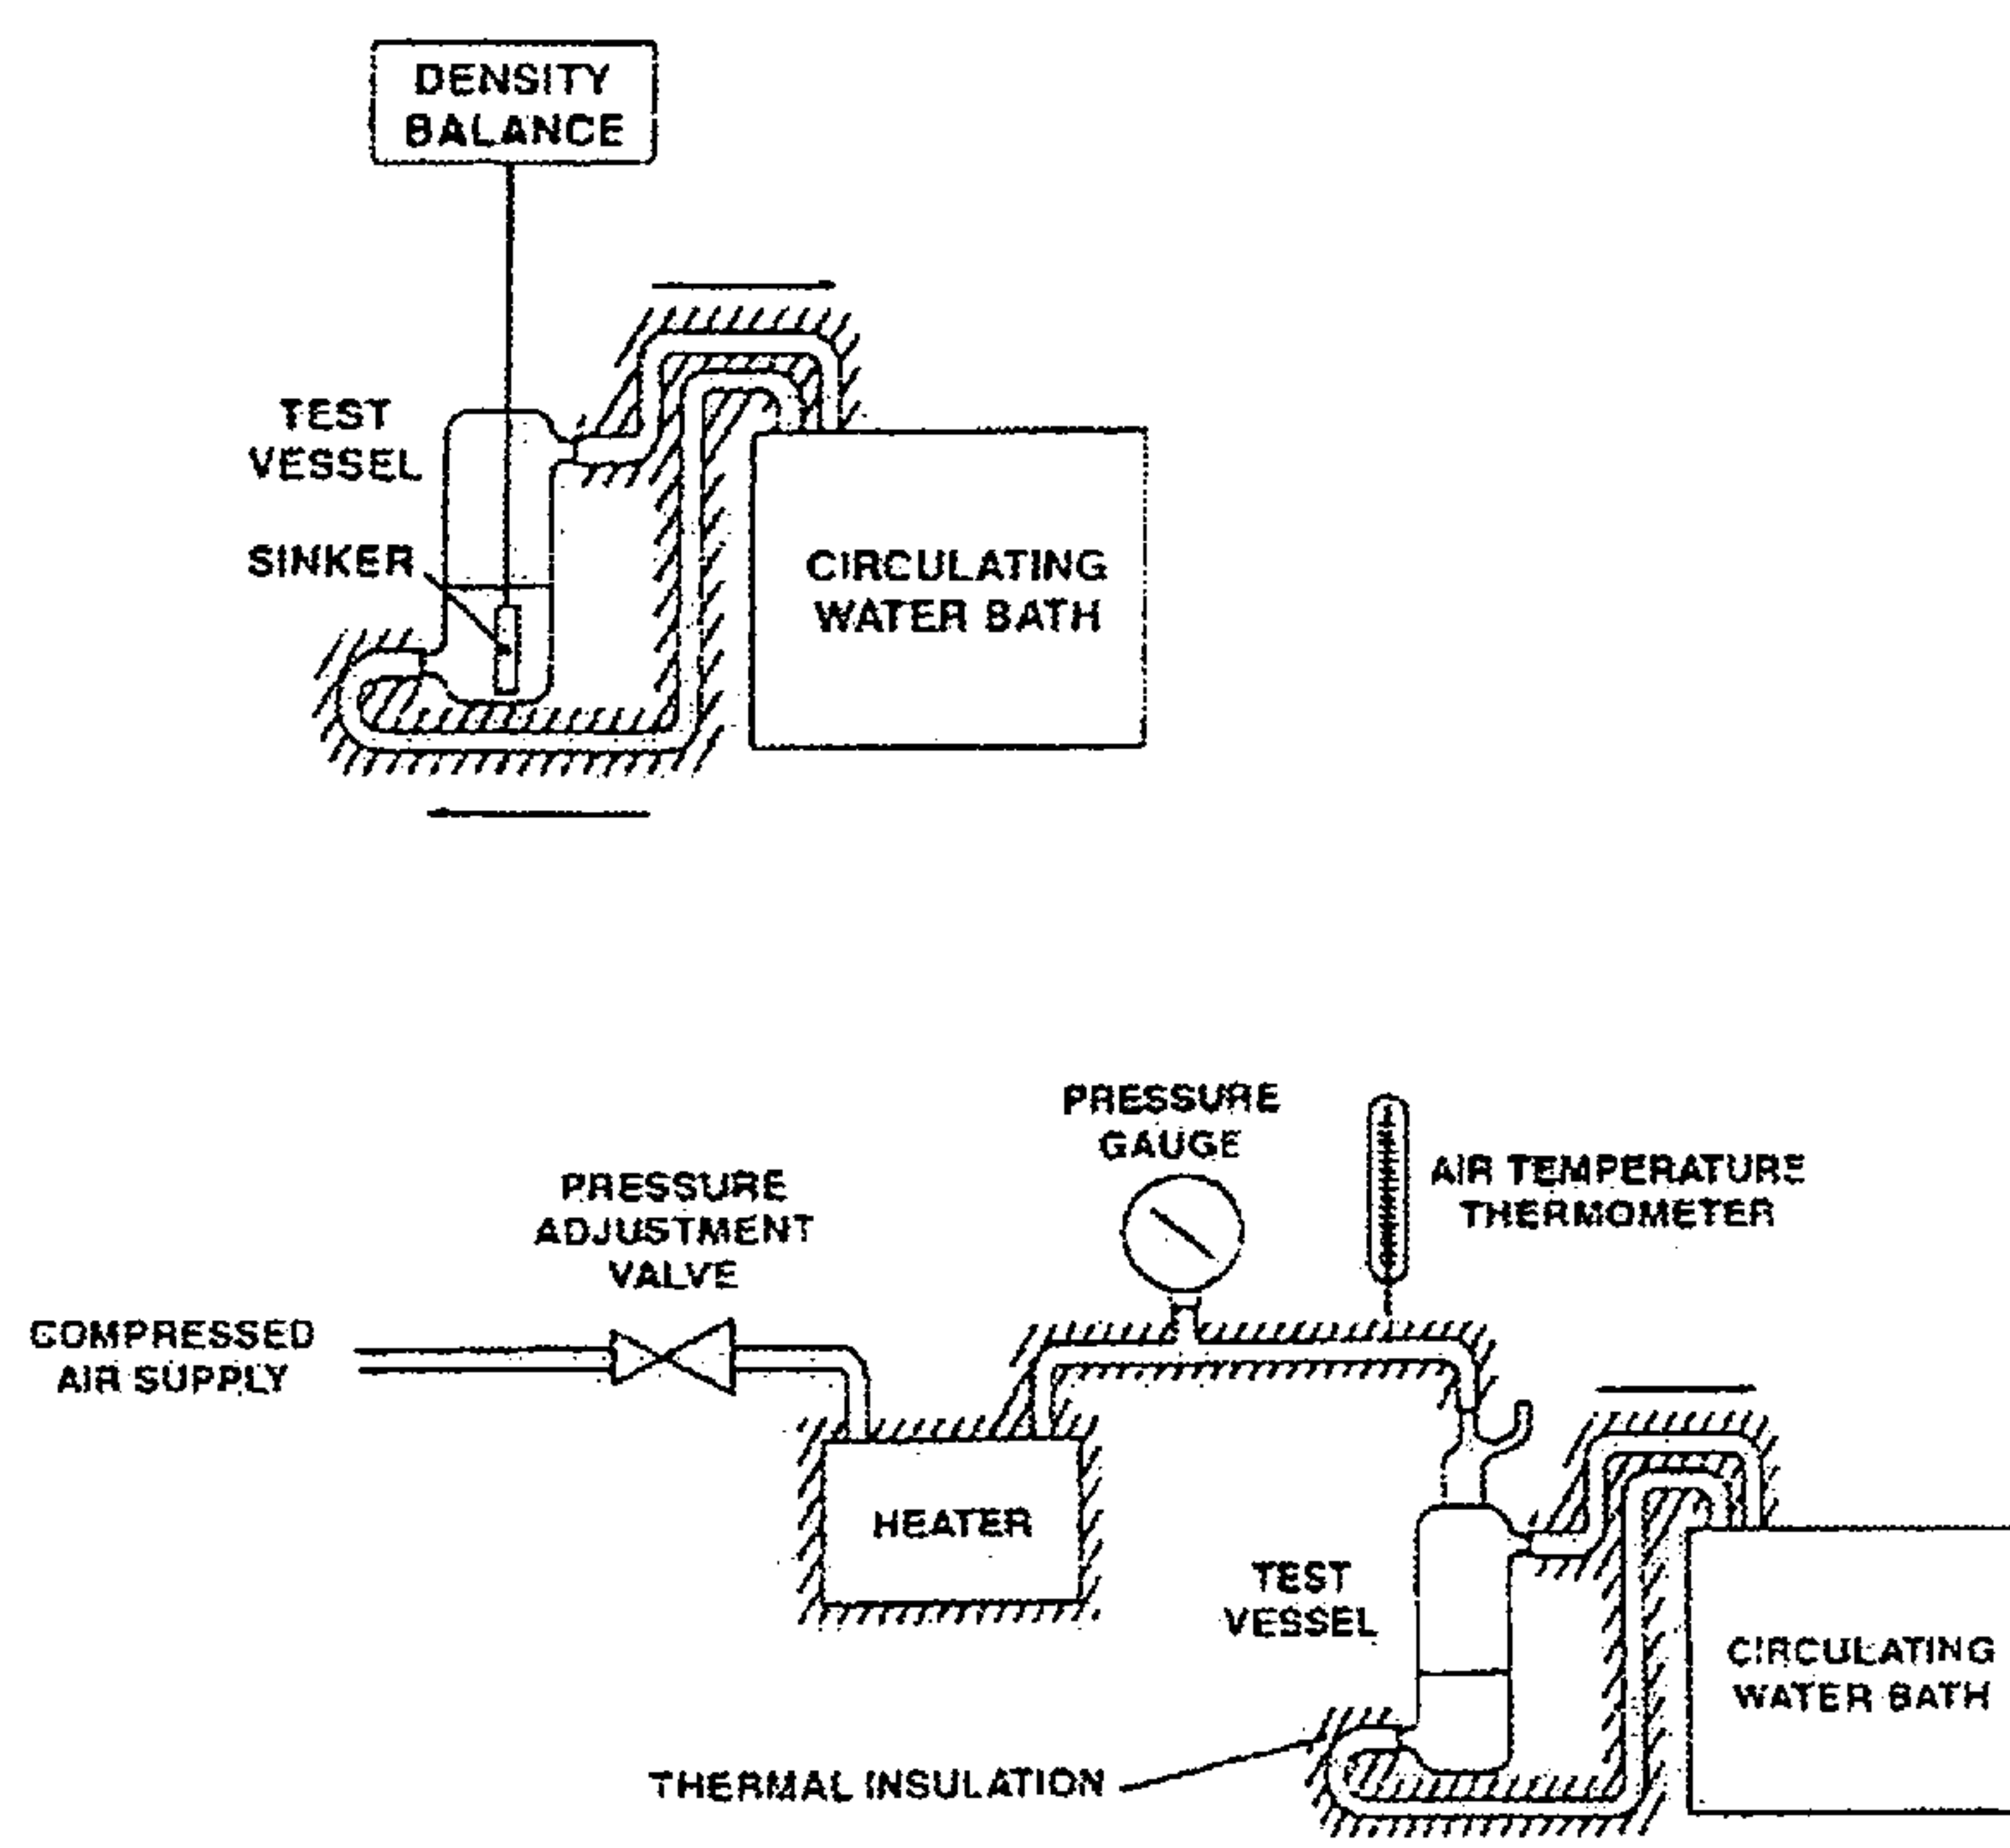 DENSITY
BALANCE
TEST
VESSEL
SINKER
CIRCULATING
WATER BATH
PRESSURE
GAUGE
AIR TEMPERATURE
THERMOMETER
PRESSURE
ADJUSTMENT
VALVE
COMPRESSED
AIR SUPPLY
HEATER
TEST
VESSEL
CIRCULATING
WATER BATH
THERMAL INSULATION